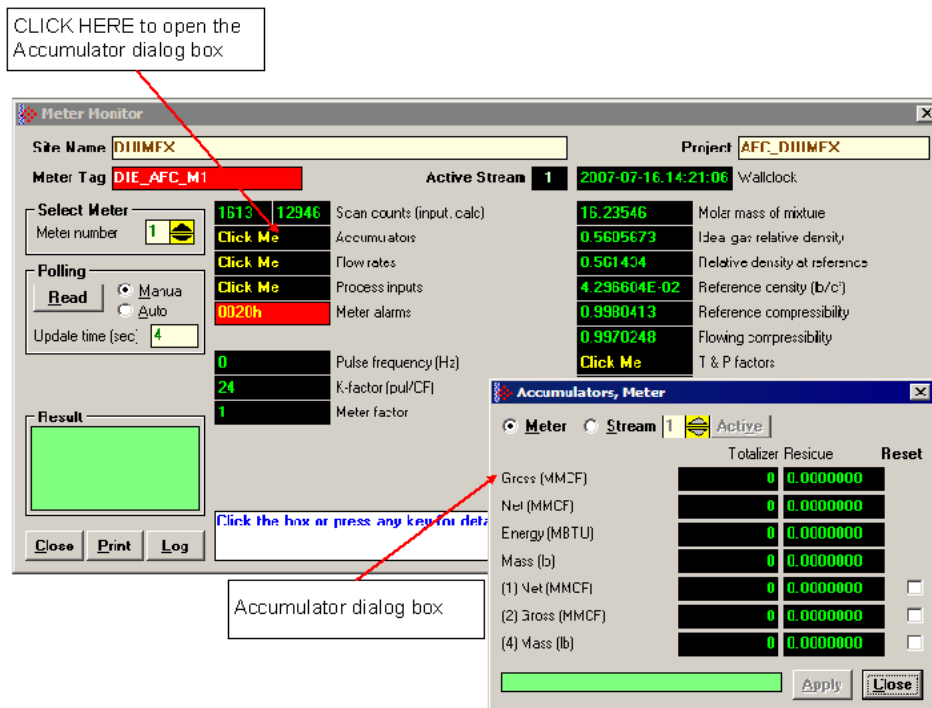 CLICK HERE to open the
Accumulator dialog box
Meter Monitor
Site Name DUIMEX Project AFC_DUIMEX
Meter Tag DIE_AFC_M1 Active Stream 1 2007-07-16.14:21:06 Wallclock
Select Meter
Meter number 1
Polling
Read Manua
Auto
Update time (sec) 4
Result
Close Print Log
1613 12946 Scan counts (input, calc)
Click Me Accumulators
Click Me Flow rates
Click Me Process inputs
0020h Meter alarms
0 Pulse frequency (Hz)
24 K-factor (pul/CF)
1 Meter factor
Click the box or press any key for deta
16.23546 Molar mass of mixture
0.5605673 Ideal gas relative density
0.561434 Relative density at reference
4.296604E-02 Reference density (lb/cf)
0.9980413 Reference compressibility
0.9970248 Flowing compressibility
Click Me T & P factors
Accumulators, Meter
Meter Stream 1 Active
Totalizer Residue Reset
Gross (MMCF) 0 0.0000000
Net (MMCF) 0 0.0000000
Energy (MBTU) 0 0.0000000
Mass (lb) 0 0.0000000
(1) Net (MMCF) 0 0.0000000
(2) Gross (MMCF) 0 0.0000000
(4) Mass (lb) 0 0.0000000
Apply Close
Accumulator dialog box